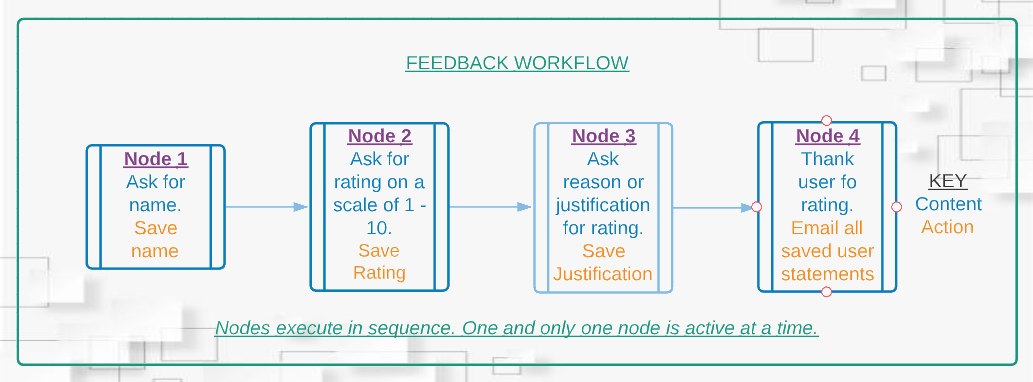 FEEDBACK WORKFLOW
Node 1
Ask for
name.
Save
name
Node 2
Ask for
rating on a
scale of 1 -
10.
Save
Rating
Node 3
Ask
reason or
justification
for rating.
Save
Justification
Node 4
Thank
user fo
rating.
Email all
saved user
statements
KEY
Content
Action
Nodes execute in sequence. One and only one node is active at a time.